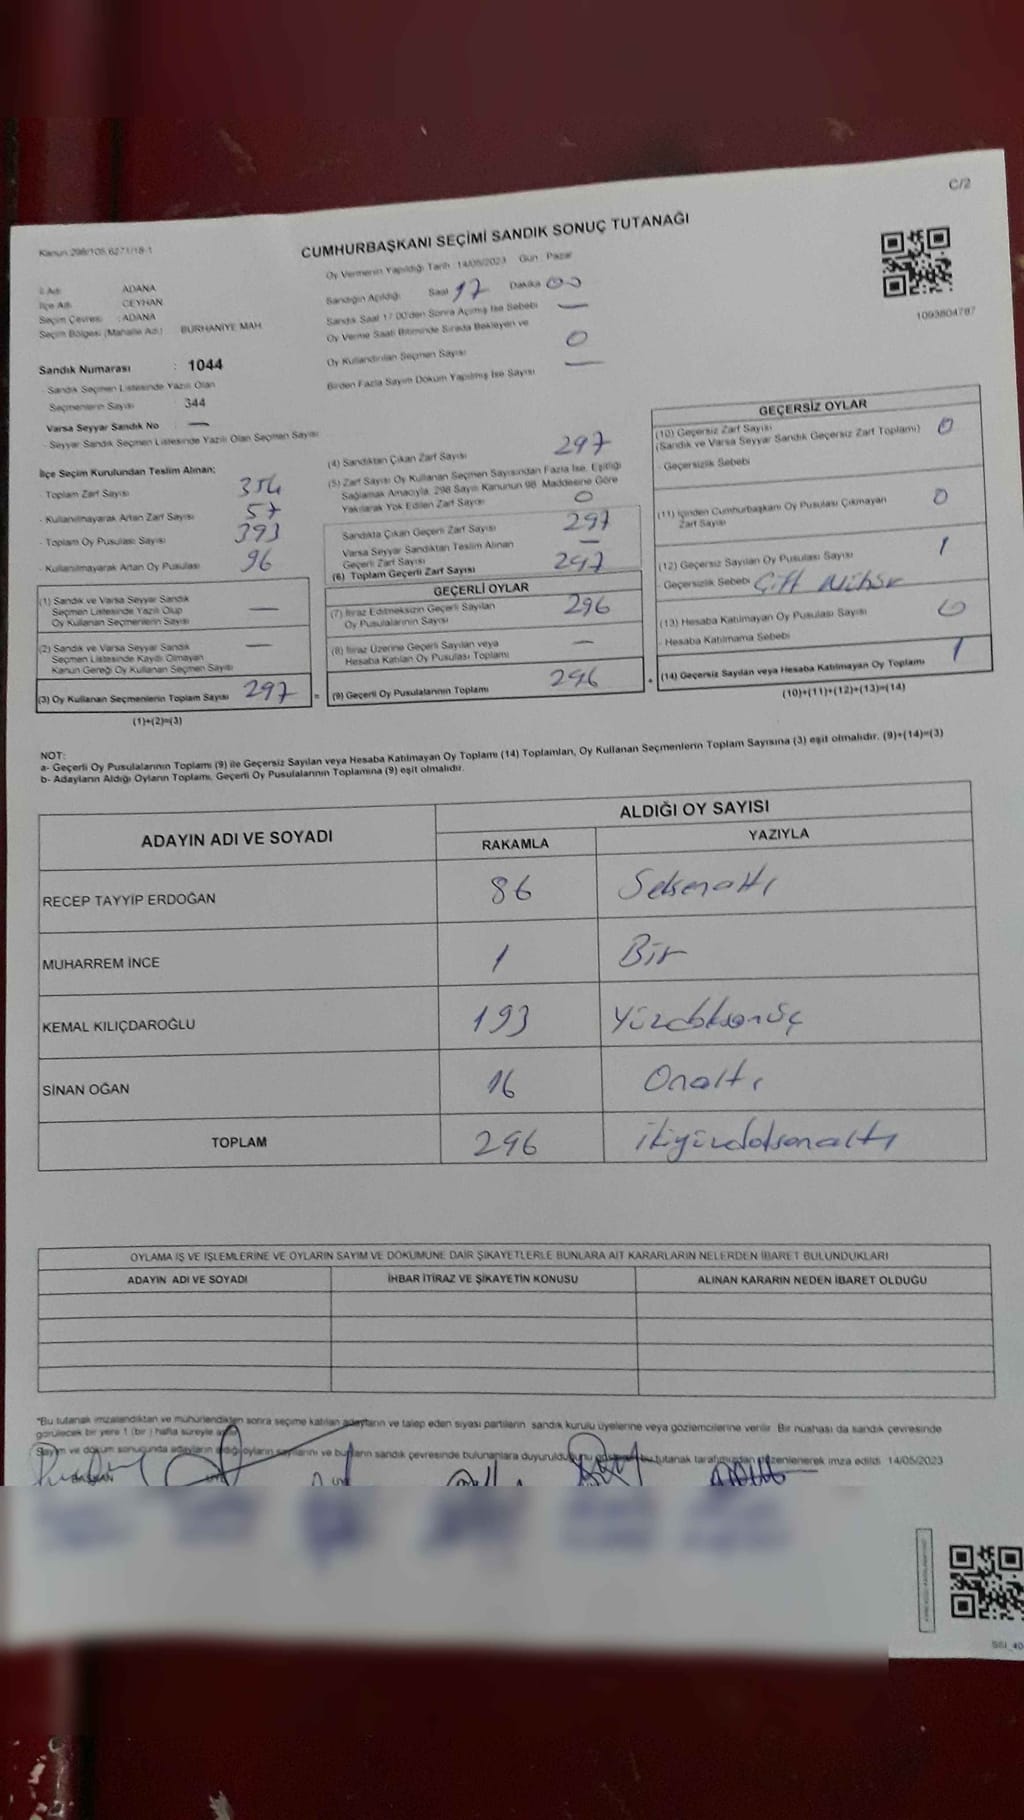 C/2
Kanun:298/105,6271/18-1
CUMHURBAŞKANI SEÇİMİ SANDIK SONUÇ TUTANAĞI
Oy Vermenin Yapıldığı Tarih : 14/05/2023 Gün : Pazar
1093804787
İl Adı : ADANA
İlçe Adı : CEYHAN
Seçim Çevresi : ADANA
Seçim Bölgesi (Mahalle Adı) : BURHANİYE MAH
Sandık Numarası : 1044
- Sandık Seçmen Listesinde Yazılı Olan
Seçmenlerin Sayısı 344
Varsa Seyyar Sandık No —
- Seyyar Sandık Seçmen Listesinde Yazılı Olan Seçmen Sayısı
Sandığın Açıldığı Saat 17 Dakika 00
Sandık Saat 17:00'den Sonra Açılmış İse Sebebi —
Oy Verme Saati Bitiminde Sırada Bekleyen ve
Oy Kullandırılan Seçmen Sayısı 0
Birden Fazla Sayım Döküm Yapılmış İse Sayısı —
İlçe Seçim Kurulundan Teslim Alınan:
- Toplam Zarf Sayısı 354
- Kullanılmayarak Artan Zarf Sayısı 57
- Toplam Oy Pusulası Sayısı 393
- Kullanılmayarak Artan Oy Pusulası 96
(1) Sandık ve Varsa Seyyar Sandık
Seçmen Listesinde Yazılı Olup
Oy Kullanan Seçmenlerin Sayısı —
(2) Sandık ve Varsa Seyyar Sandık
Seçmen Listesinde Kayıtlı Olmayan
Kanun Gereği Oy Kullanan Seçmen Sayısı —
(3) Oy Kullanan Seçmenlerin Toplam Sayısı 297 =
(1)+(2)=(3)
(4) Sandıktan Çıkan Zarf Sayısı 297
(5) Zarf Sayısı Oy Kullanan Seçmen Sayısından Fazla İse, Eşitliği
Sağlamak Amacıyla, 298 Sayılı Kanunun 98. Maddesine Göre
Yakılarak Yok Edilen Zarf Sayısı 0
Sandıkta Çıkan Geçerli Zarf Sayısı 297
Varsa Seyyar Sandıktan Teslim Alınan
Geçerli Zarf Sayısı —
(6) Toplam Geçerli Zarf Sayısı 297
GEÇERLİ OYLAR
(7) İtiraz Edilmeksizin Geçerli Sayılan
Oy Pusulalarının Sayısı 296
(8) İtiraz Üzerine Geçerli Sayılan veya
Hesaba Katılan Oy Pusulası Toplamı —
(9) Geçerli Oy Pusulalarının Toplamı 296 +
GEÇERSİZ OYLAR
(10) Geçersiz Zarf Sayısı
(Sandık ve Varsa Seyyar Sandık Geçersiz Zarf Toplamı) 0
- Geçersizlik Sebebi
(11) İçinden Cumhurbaşkanı Oy Pusulası Çıkmayan
Zarf Sayısı 0
(12) Geçersiz Sayılan Oy Pusulası Sayısı 1
- Geçersizlik Sebebi Çift Mühür
(13) Hesaba Katılmayan Oy Pusulası Sayısı 0
- Hesaba Katılmama Sebebi
(14) Geçersiz Sayılan veya Hesaba Katılmayan Oy Toplamı 1
(10)+(11)+(12)+(13)=(14)
NOT:
a- Geçerli Oy Pusulalarının Toplamı (9) ile Geçersiz Sayılan veya Hesaba Katılmayan Oy Toplamı (14) Toplamları, Oy Kullanan Seçmenlerin Toplam Sayısına (3) eşit olmalıdır. (9)+(14)=(3)
b- Adayların Aldığı Oyların Toplamı, Geçerli Oy Pusulalarının Toplamına (9) eşit olmalıdır.
ADAYIN ADI VE SOYADI
ALDIĞI OY SAYISI
RAKAMLA YAZIYLA
RECEP TAYYİP ERDOĞAN 86 Seksenaltı
MUHARREM İNCE 1 Bir
KEMAL KILIÇDAROĞLU 193 Yüzdoksanüç
SİNAN OĞAN 16 Onaltı
TOPLAM 296 ikiyüzdoksanaltı
OYLAMA İŞ VE İŞLEMLERİNE VE OYLARIN SAYIM VE DÖKÜMÜNE DAİR ŞİKAYETLERLE BUNLARA AİT KARARLARIN NELERDEN İBARET BULUNDUKLARI
ADAYIN ADI VE SOYADI İHBAR İTİRAZ VE ŞİKAYETİN KONUSU ALINAN KARARIN NEDEN İBARET OLDUĞU
*Bu tutanak imzalandıktan ve mühürlendikten sonra seçime katılan adayların ve talep eden siyasi partilerin sandık kurulu üyelerine veya gözlemcilerine verilir. Bir nüshası da sandık çevresinde
görülecek bir yere 1 (bir) hafta süreyle asılır.
Sayım ve döküm sonucunda adayların aldığı oyların sayılarını ve bunların sandık çevresinde bulunanlara duyurulduğunu bu tutanak tarafımızdan düzenlenerek imza edildi. 14/05/2023
BAŞKAN